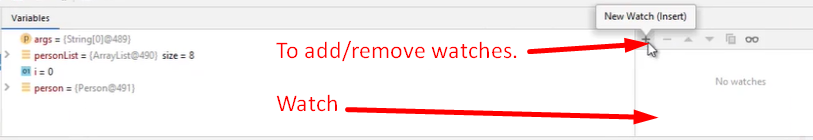 Variables
New Watch (Insert)
args = {String[0]@489}
personList = {ArrayList@490} size = 8
i = 0
person = {Person@491}
To add/remove watches.
No watches
Watch